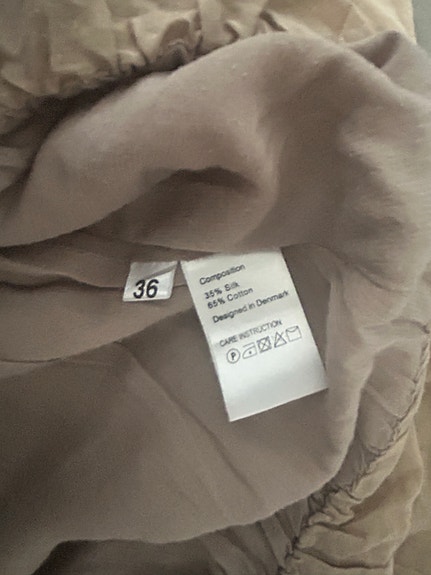 36
Composition
35% Silk
65% Cotton
Designed in Denmark
CARE INSTRUCTION
P